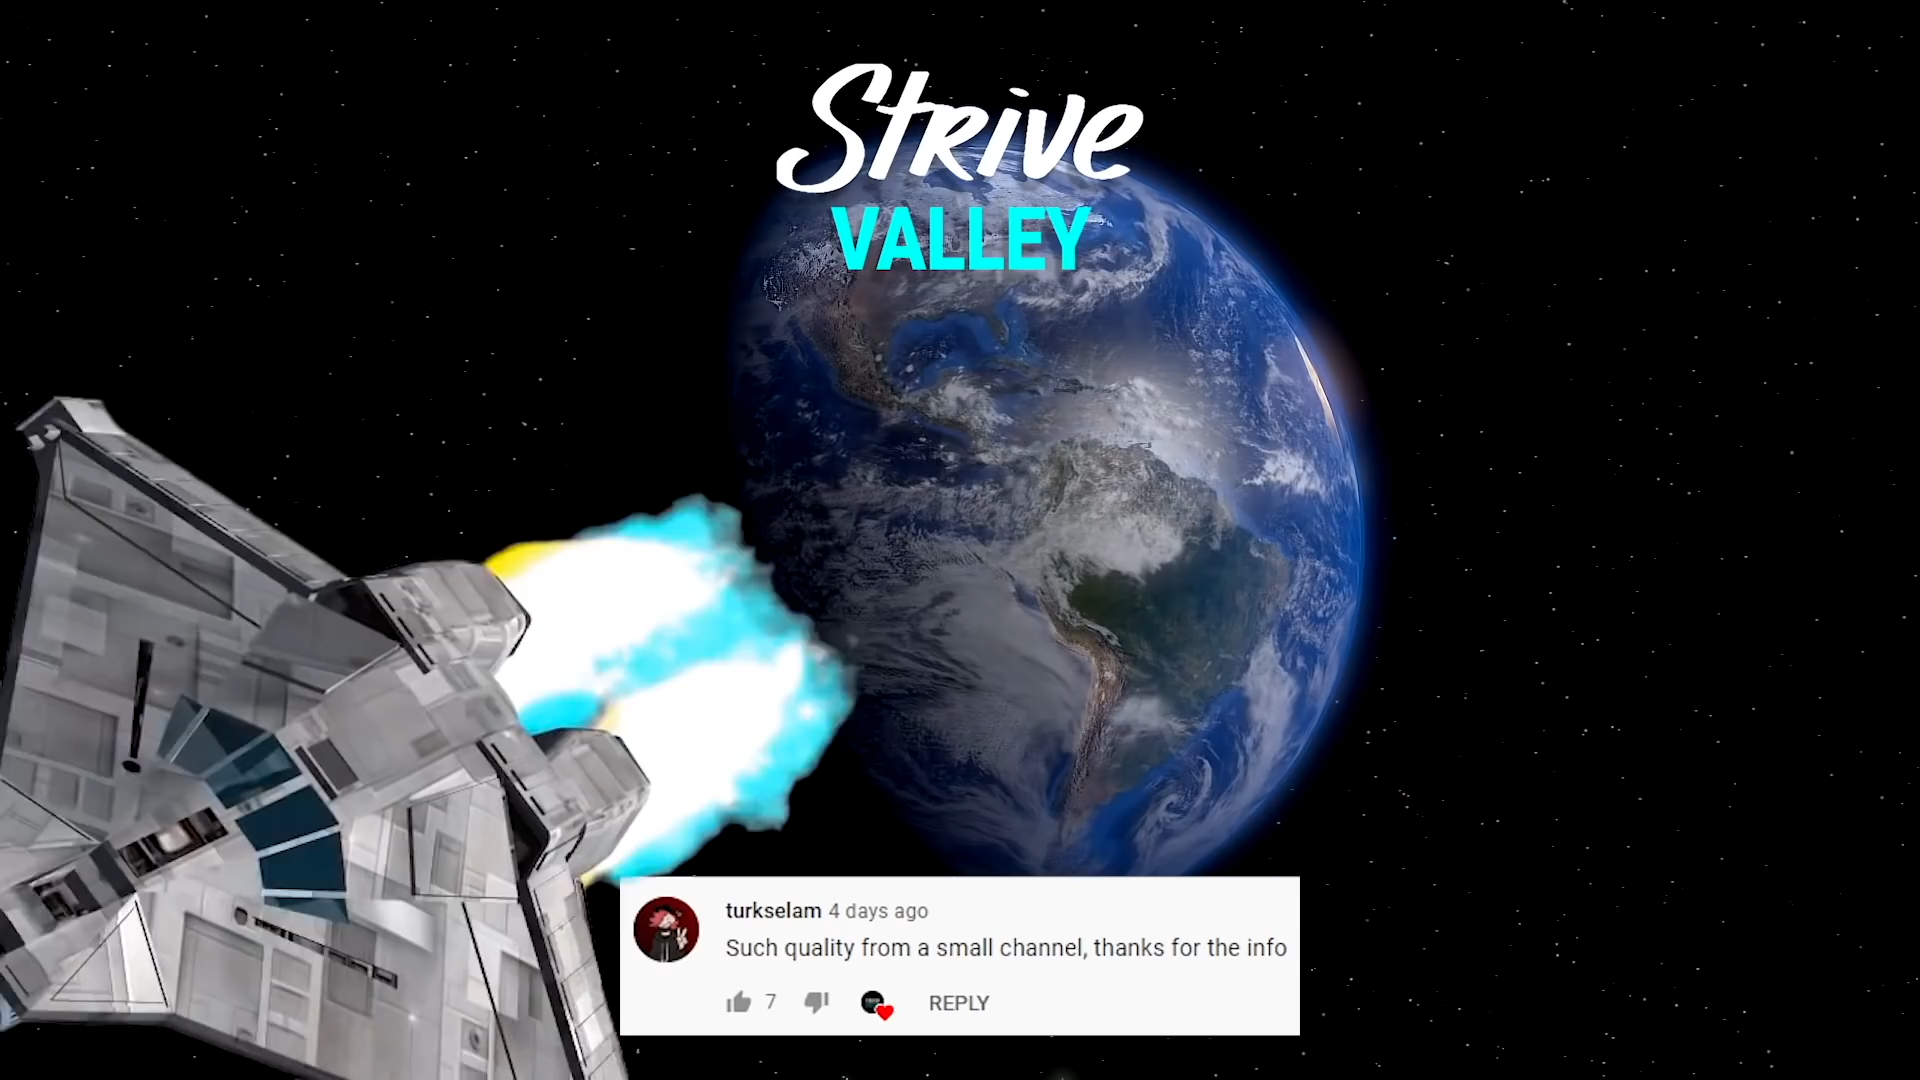 Strive
VALLEY
turkselam 4 days ago
Such quality from a small channel, thanks for the info
7
REPLY